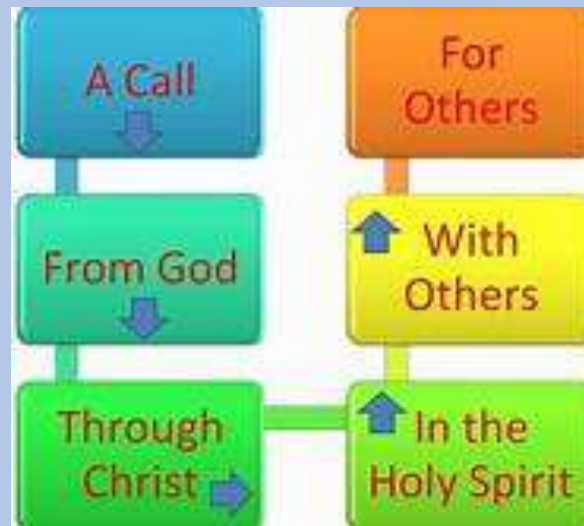 A Call
From God
Through
Christ
In the
Holy Spirit
With
Others
For
Others